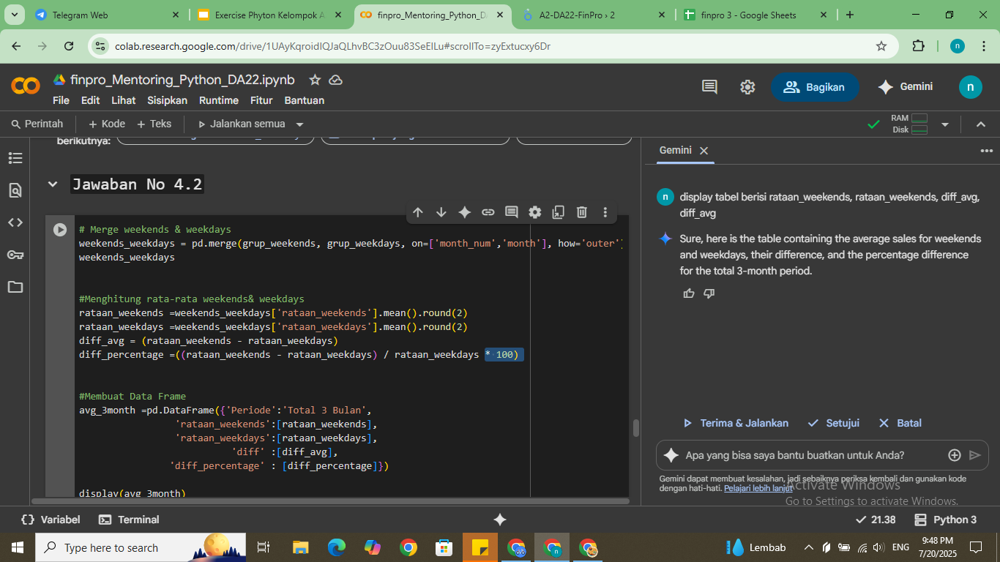 Telegram Web
Exercise Phyton Kelompok A
finpro_Mentoring_Python_D
A2-DA22-FinPro › 2
finpro 3 - Google Sheets
colab.research.google.com/drive/1UAyKqroidIQJaQLhvBC3zOuu83SeElLu#scrollTo=zyExtucxy6Dr
n
finpro_Mentoring_Python_DA22.ipynb
File Edit Lihat Sisipkan Runtime Fitur Bantuan
Bagikan
Gemini
n
Perintah
+ Kode + Teks
Jalankan semua
RAM
Disk
berikutnya:
Jawaban No 4.2
# Merge weekends & weekdays
weekends_weekdays = pd.merge(grup_weekends, grup_weekdays, on=['month_num','month'], how='outer')
weekends_weekdays
#Menghitung rata-rata weekends& weekdays
rataan_weekends =weekends_weekdays['rataan_weekends'].mean().round(2)
rataan_weekdays =weekends_weekdays['rataan_weekdays'].mean().round(2)
diff_avg = (rataan_weekends - rataan_weekdays)
diff_percentage =((rataan_weekends - rataan_weekdays) / rataan_weekdays * 100)
#Membuat Data Frame
avg_3month =pd.DataFrame({'Periode':'Total 3 Bulan',
'rataan_weekends':[rataan_weekends],
'rataan_weekdays':[rataan_weekdays],
'diff' :[diff_avg],
'diff_percentage' : [diff_percentage]})
display(avg_3month)
Gemini
n
display tabel berisi rataan_weekends, rataan_weekends, diff_avg,
diff_avg
Sure, here is the table containing the average sales for weekends
and weekdays, their difference, and the percentage difference
for the total 3-month period.
Terima & Jalankan
Setujui
Batal
Apa yang bisa saya bantu buatkan untuk Anda?
Gemini dapat membuat kesalahan, jadi sebaiknya periksa kembali dan gunakan kode
dengan hati-hati. Pelajari lebih lanjut
Activate Windows
Go to Settings to activate Windows.
Variabel
Terminal
21.38
Python 3
Type here to search
n
Lembab
ENG
9:48 PM
7/20/2025